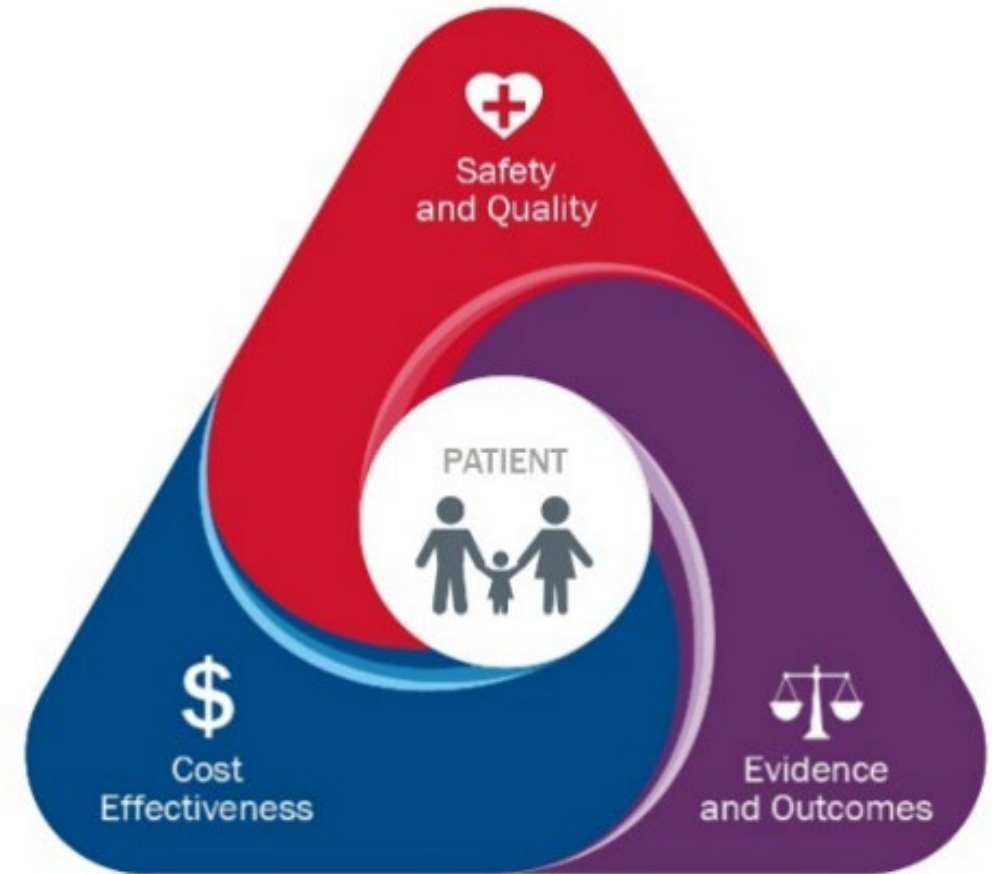 Safety
and Quality
PATIENT
$
Cost
Effectiveness
Evidence
and Outcomes